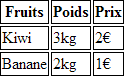 Fruits Poids Prix
Kiwi 3kg 2€
Banane 2kg 1€